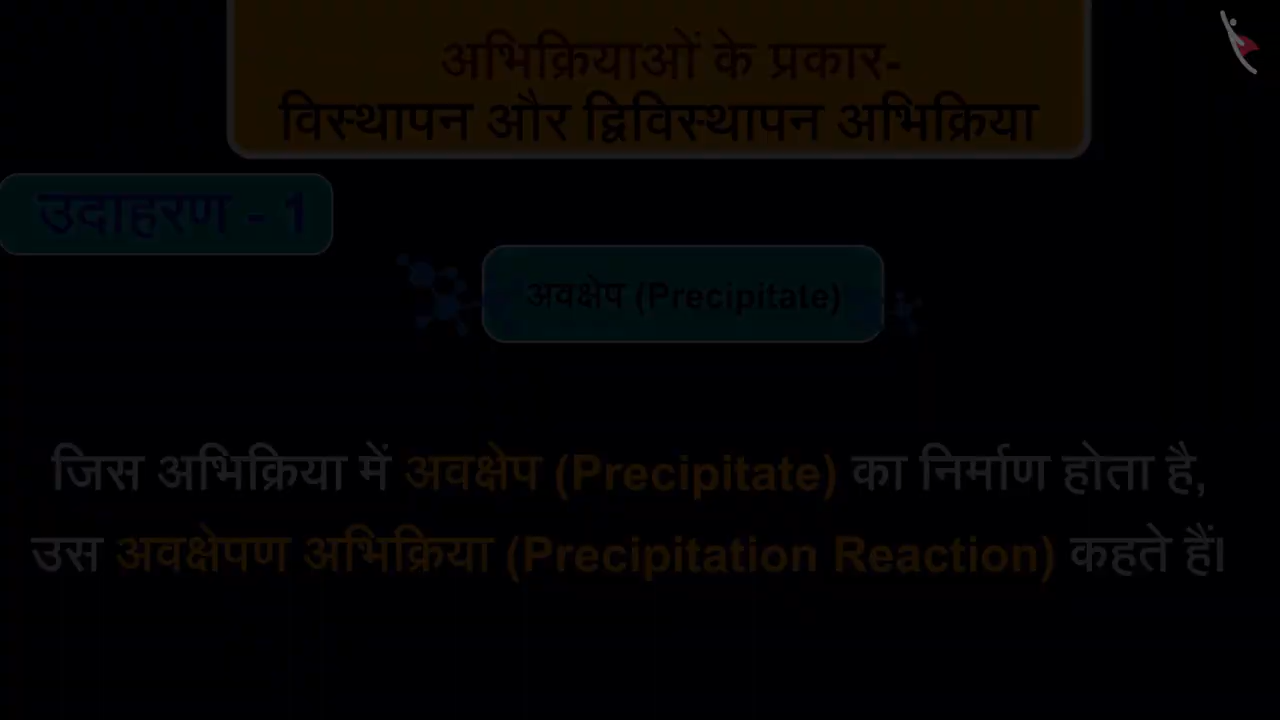 अभिक्रियाओं के प्रकार-
विस्थापन और द्विविस्थापन अभिक्रिया
उदाहरण - 1
अवक्षेप (Precipitate)
जिस अभिक्रिया में अवक्षेप (Precipitate) का निर्माण होता है,
उस अवक्षेपण अभिक्रिया (Precipitation Reaction) कहते हैं।